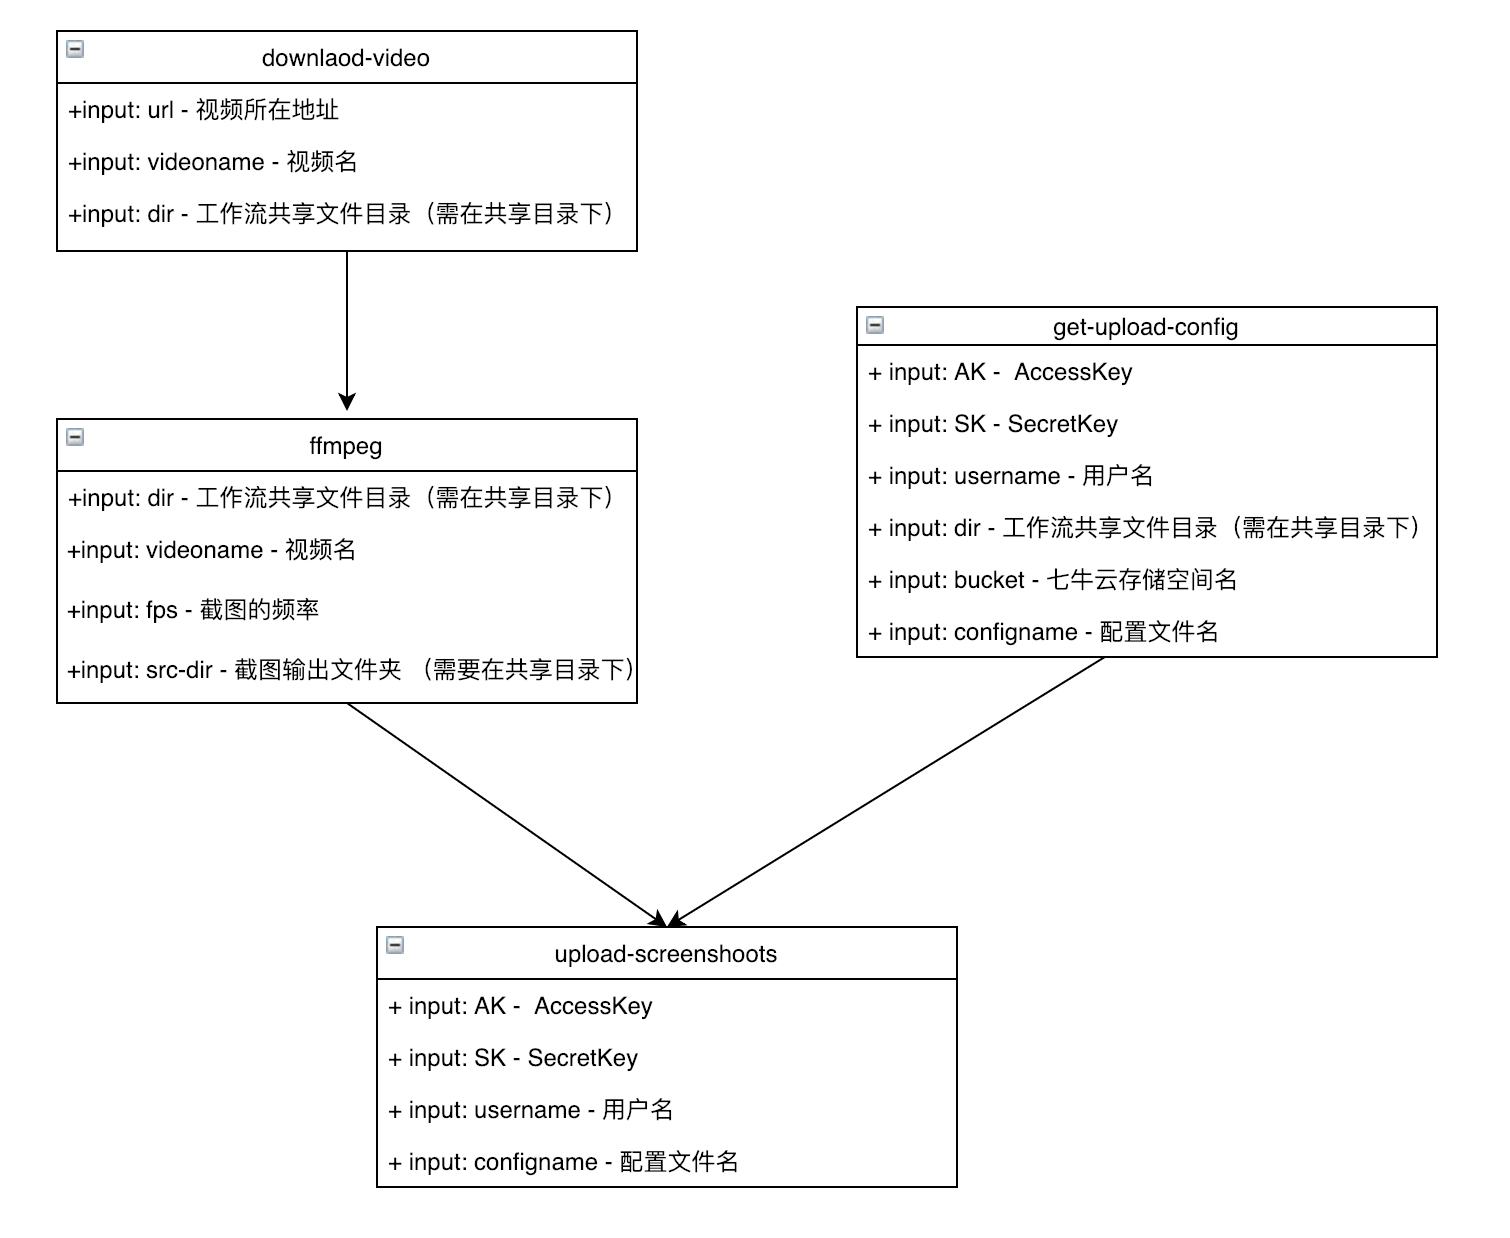 downlaod-video
+input: url - 视频所在地址
+input: videoname - 视频名
+input: dir - 工作流共享文件目录（需在共享目录下）
ffmpeg
+input: dir - 工作流共享文件目录（需在共享目录下）
+input: videoname - 视频名
+input: fps - 截图的频率
+input: src-dir - 截图输出文件夹 （需要在共享目录下）
get-upload-config
+ input: AK -  AccessKey
+ input: SK - SecretKey
+ input: username - 用户名
+ input: dir - 工作流共享文件目录（需在共享目录下）
+ input: bucket - 七牛云存储空间名
+ input: configname - 配置文件名
upload-screenshoots
+ input: AK -  AccessKey
+ input: SK - SecretKey
+ input: username - 用户名
+ input: configname - 配置文件名